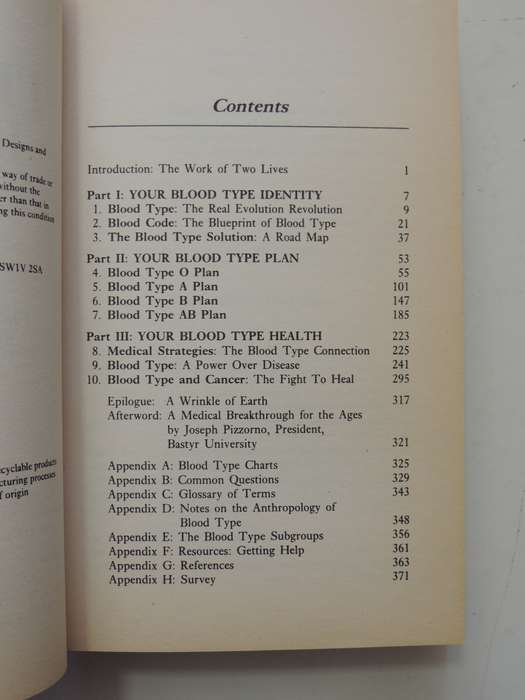 Designs and
way of trade or
without the
er than that in
ng this condition
SW1V 2SA
cyclable products
cturing processes
f origin
Contents
Introduction: The Work of Two Lives 1
Part I: YOUR BLOOD TYPE IDENTITY 7
1. Blood Type: The Real Evolution Revolution 9
2. Blood Code: The Blueprint of Blood Type 21
3. The Blood Type Solution: A Road Map 37
Part II: YOUR BLOOD TYPE PLAN 53
4. Blood Type O Plan 55
5. Blood Type A Plan 101
6. Blood Type B Plan 147
7. Blood Type AB Plan 185
Part III: YOUR BLOOD TYPE HEALTH 223
8. Medical Strategies: The Blood Type Connection 225
9. Blood Type: A Power Over Disease 241
10. Blood Type and Cancer: The Fight To Heal 295
Epilogue: A Wrinkle of Earth 317
Afterword: A Medical Breakthrough for the Ages
by Joseph Pizzorno, President,
Bastyr University 321
Appendix A: Blood Type Charts 325
Appendix B: Common Questions 329
Appendix C: Glossary of Terms 343
Appendix D: Notes on the Anthropology of
Blood Type 348
Appendix E: The Blood Type Subgroups 356
Appendix F: Resources: Getting Help 361
Appendix G: References 363
Appendix H: Survey 371